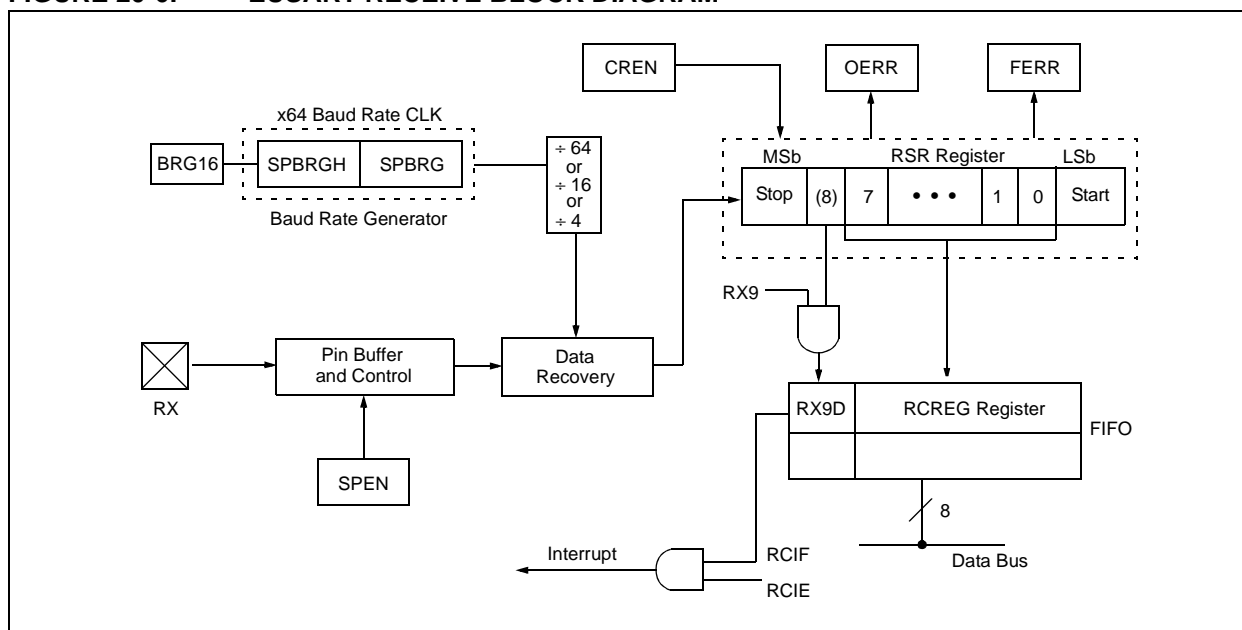 CREN
OERR
FERR
x64 Baud Rate CLK
BRG16
SPBRGH
SPBRG
Baud Rate Generator
÷ 64
or
÷ 16
or
÷ 4
MSb
RSR Register
LSb
Stop
(8)
7
• • •
1
0
Start
RX9
RX
Pin Buffer
and Control
Data
Recovery
SPEN
RX9D
RCREG Register
FIFO
8
Data Bus
Interrupt
RCIF
RCIE